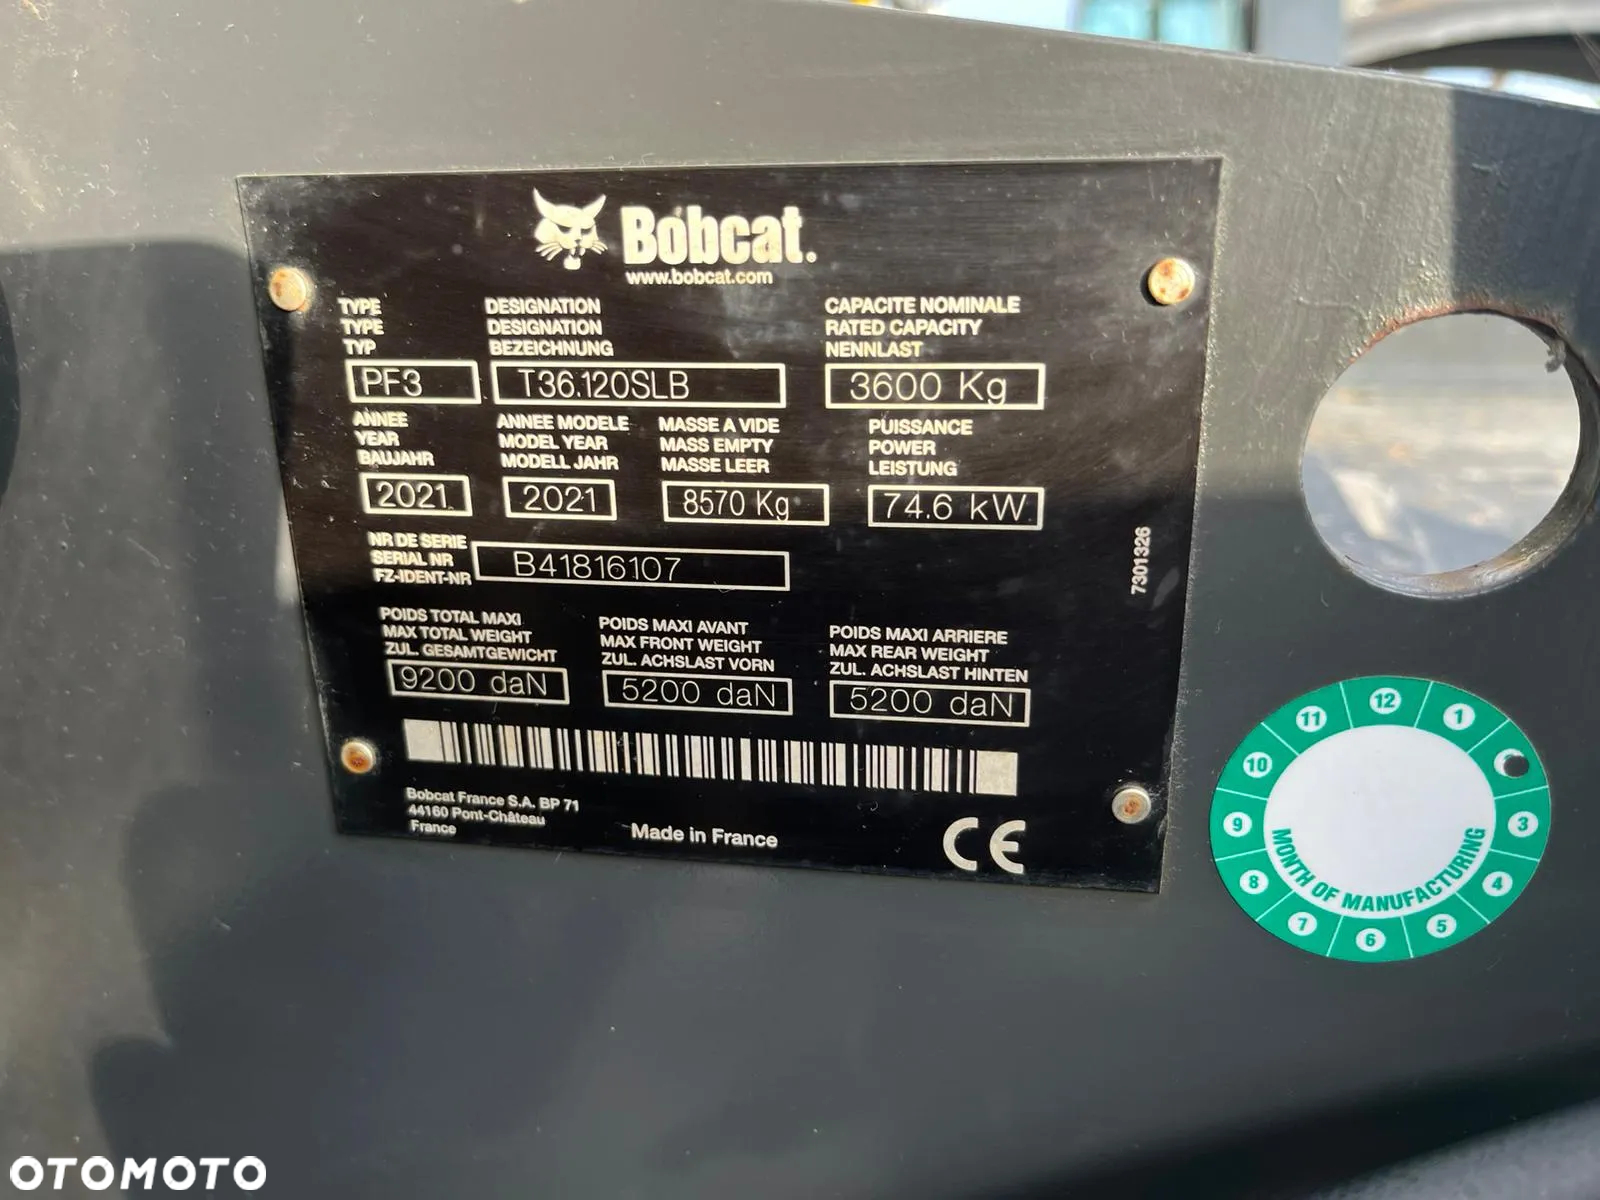 Bobcat.
www.bobcat.com
TYPE
TYPE
TYP
PF3
DESIGNATION
DESIGNATION
BEZEICHNUNG
T36.120SLB
CAPACITE NOMINALE
RATED CAPACITY
NENNLAST
3600 Kg
ANNEE
YEAR
BAUJAHR
2021
ANNEE MODELE
MODEL YEAR
MODELL JAHR
2021
MASSE A VIDE
MASS EMPTY
MASSE LEER
8570 Kg
PUISSANCE
POWER
LEISTUNG
74.6 kW
NR DE SERIE
SERIAL NR
FZ-IDENT-NR
B41816107
7301326
POIDS TOTAL MAXI
MAX TOTAL WEIGHT
ZUL. GESAMTGEWICHT
9200 daN
POIDS MAXI AVANT
MAX FRONT WEIGHT
ZUL. ACHSLAST VORN
5200 daN
POIDS MAXI ARRIERE
MAX REAR WEIGHT
ZUL. ACHSLAST HINTEN
5200 daN
Bobcat France S.A. BP 71
44160 Pont-Château
France
Made in France
CE
12
1
3
4
5
6
7
8
9
10
11
MONTH OF MANUFACTURING
OTOMOTO